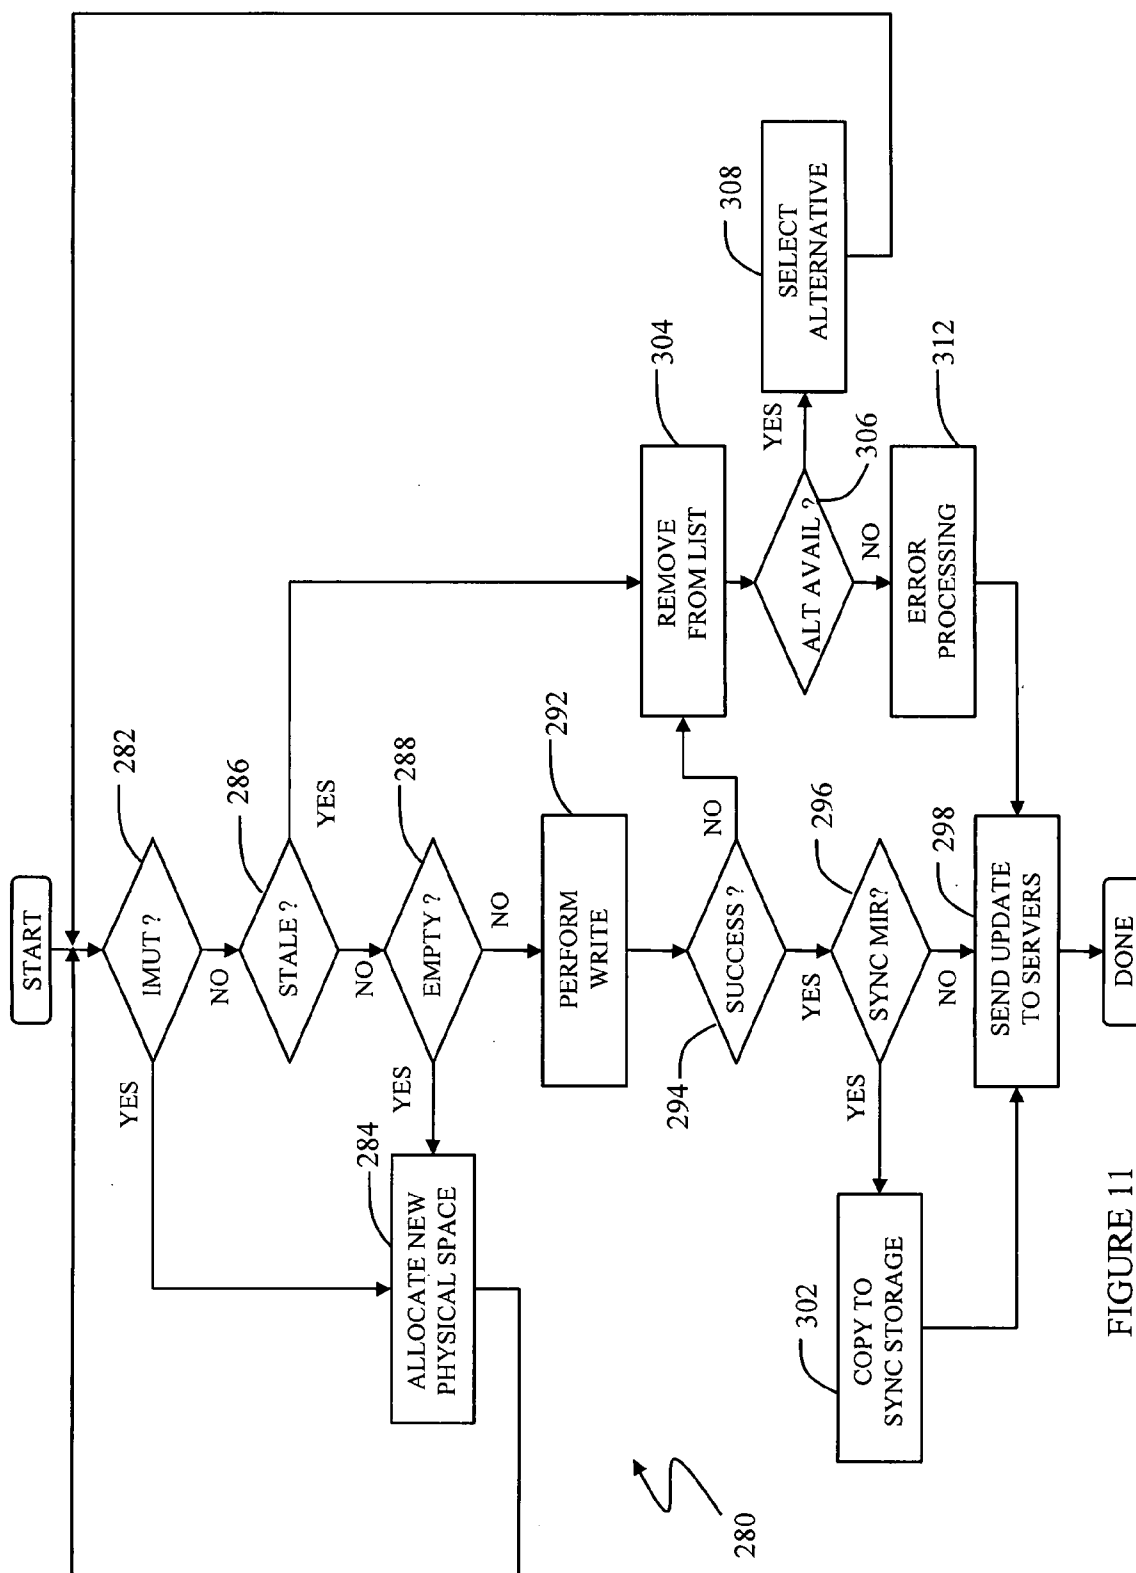 START
282
IMUT ?
YES
NO
286
STALE ?
YES
NO
288
EMPTY ?
YES
NO
284
ALLOCATE NEW
PHYSICAL SPACE
292
PERFORM
WRITE
294
SUCCESS ?
NO
YES
304
REMOVE
FROM LIST
306
ALT AVAIL ?
YES
NO
308
SELECT
ALTERNATIVE
312
ERROR
PROCESSING
296
SYNC MIR?
YES
NO
302
COPY TO
SYNC STORAGE
298
SEND UPDATE
TO SERVERS
DONE
280
FIGURE 11